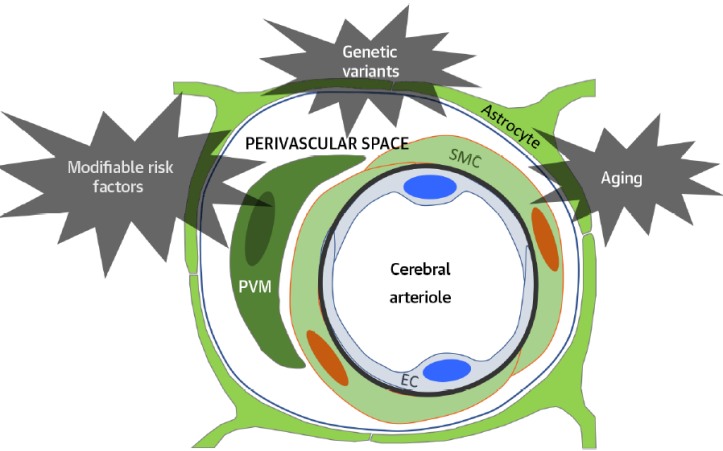 Genetic
variants
Astrocyte
PERIVASCULAR SPACE
SMC
Modifiable risk
factors
Aging
Cerebral
arteriole
PVM
EC